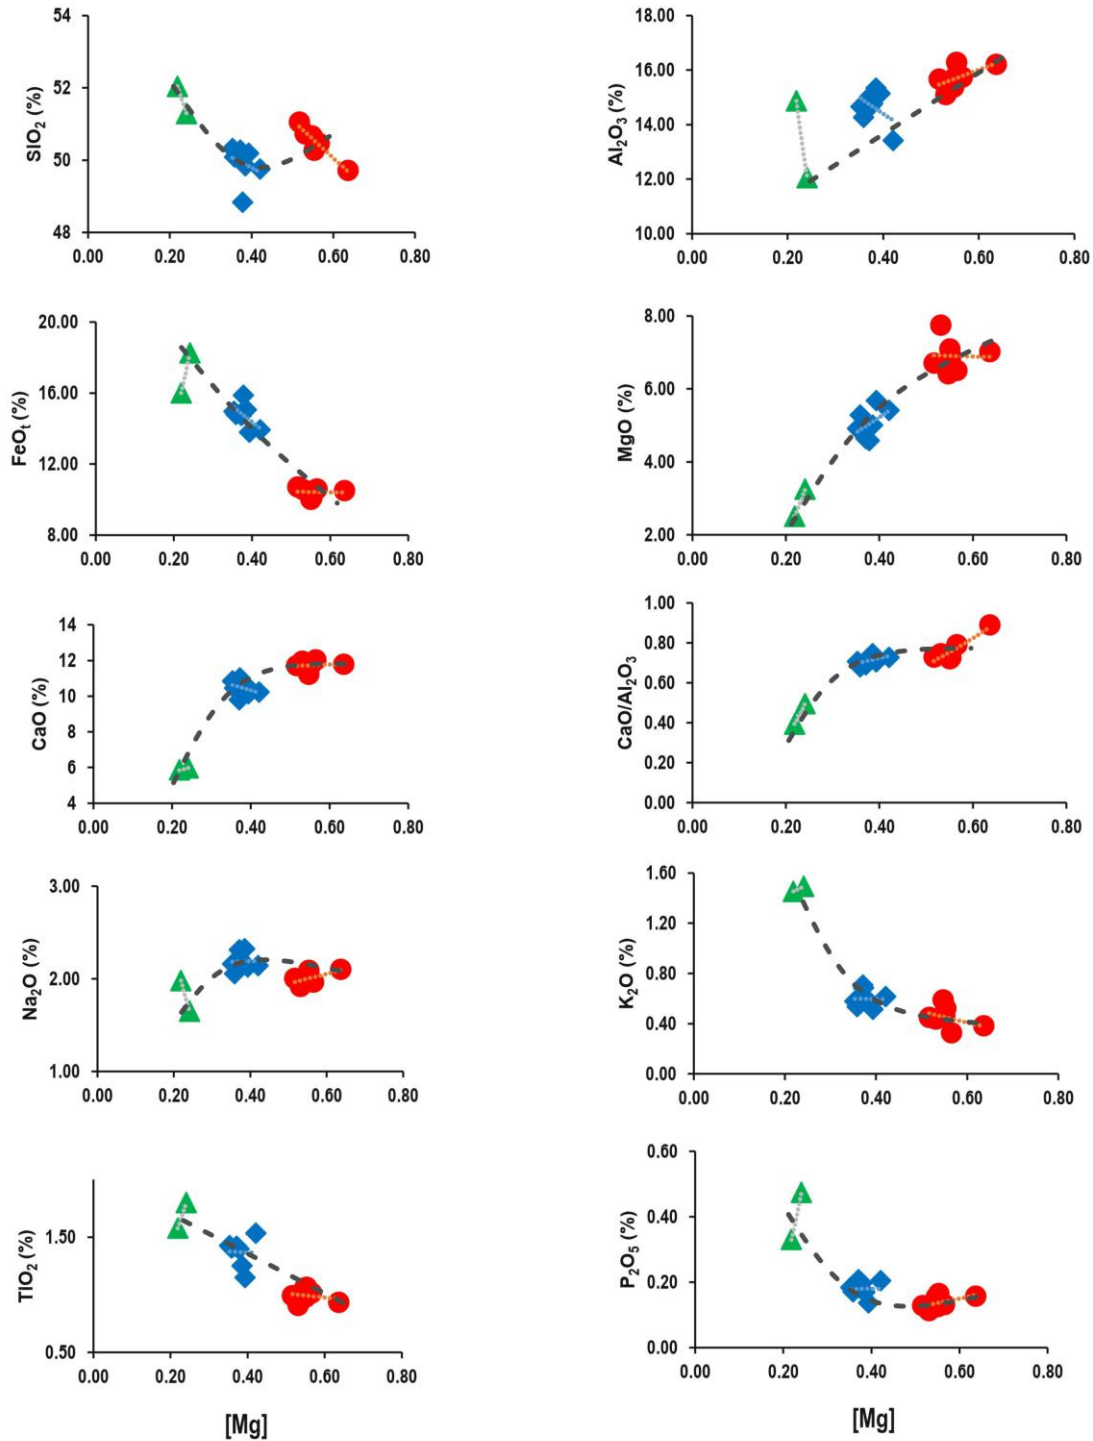 54
52
50
48
SIO₂ (%)
0.00 0.20 0.40 0.60 0.80
18.00
16.00
14.00
12.00
10.00
Al₂O₃ (%)
0.00 0.20 0.40 0.60 0.80
20.00
16.00
12.00
8.00
FeOₜ (%)
0.00 0.20 0.40 0.60 0.80
8.00
6.00
4.00
2.00
MgO (%)
0.00 0.20 0.40 0.60 0.80
14
12
10
8
6
4
CaO (%)
0.00 0.20 0.40 0.60 0.80
1.00
0.80
0.60
0.40
0.20
0.00
CaO/Al₂O₃
0.00 0.20 0.40 0.60 0.80
3.00
2.00
1.00
Na₂O (%)
0.00 0.20 0.40 0.60 0.80
1.60
1.20
0.80
0.40
0.00
K₂O (%)
0.00 0.20 0.40 0.60 0.80
1.50
0.50
TIO₂ (%)
0.00 0.20 0.40 0.60 0.80
[Mg]
0.60
0.40
0.20
0.00
P₂O₅ (%)
0.00 0.20 0.40 0.60 0.80
[Mg]